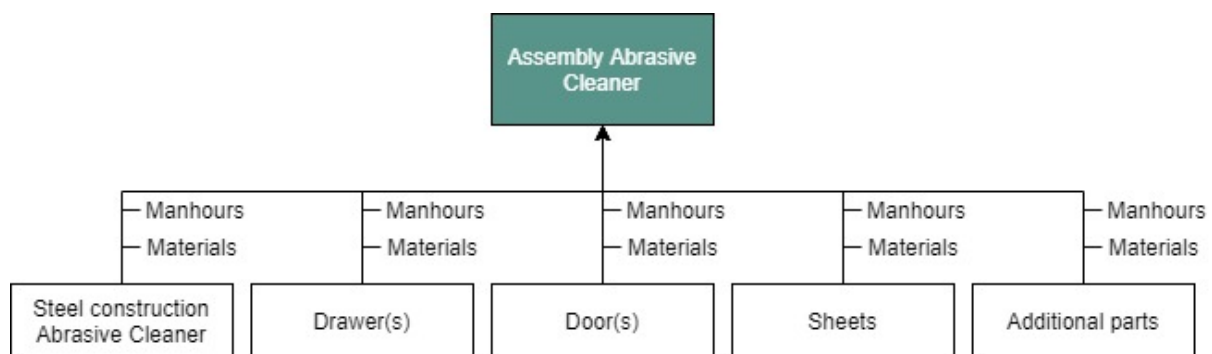 Assembly Abrasive
Cleaner
Manhours
Manhours
Manhours
Manhours
Manhours
Materials
Materials
Materials
Materials
Materials
Steel construction
Abrasive Cleaner
Drawer(s)
Door(s)
Sheets
Additional parts